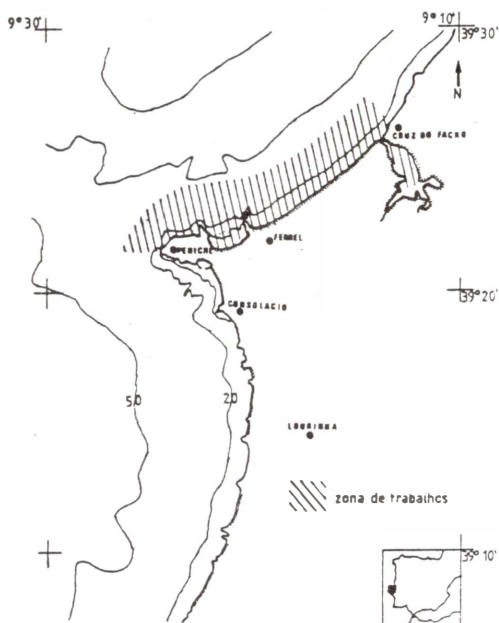 9° 30'
9° 10'
39° 30'
N
CRUZ DO FACHO
FERREL
PENICHE
39° 20'
CONSOLACIO
50
20
LOURINHA
zona de trabalhos
39° 10'